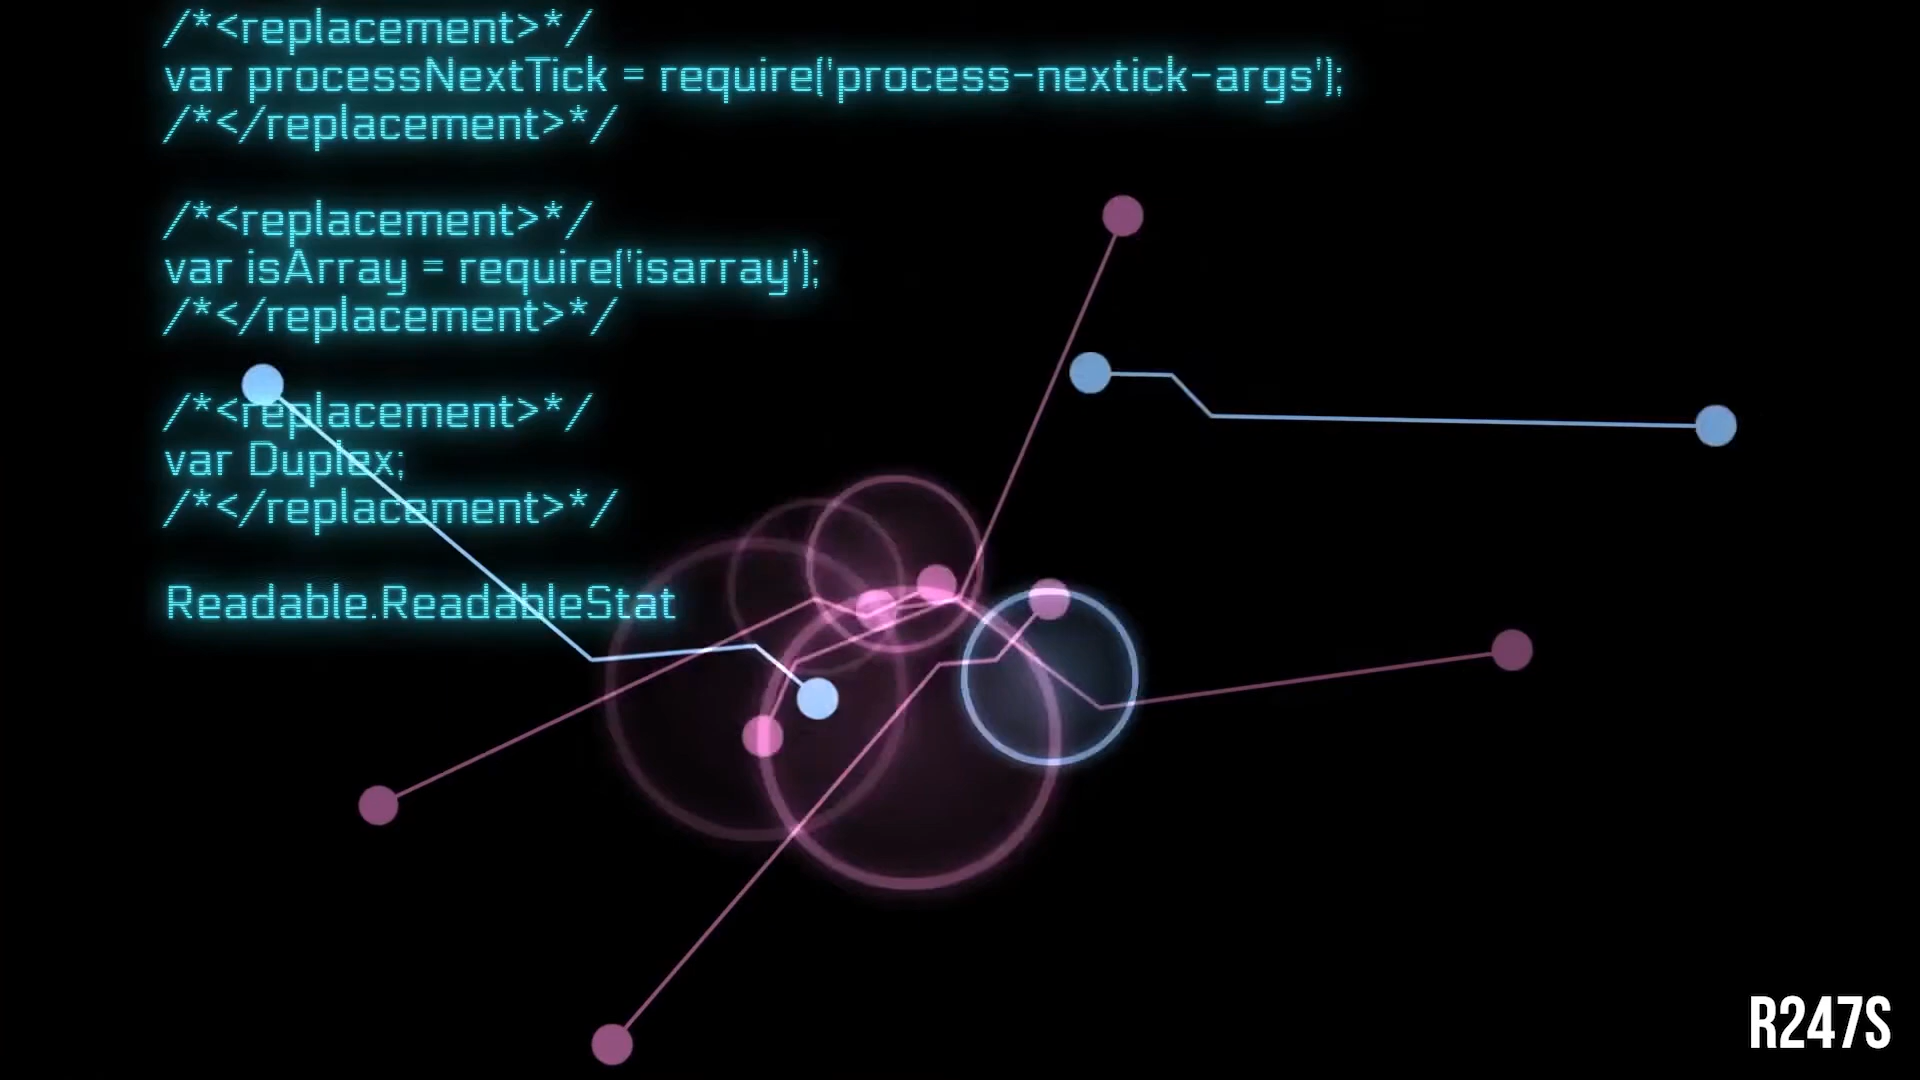 /*<replacement>*/
var processNextTick = require('process-nextick-args');
/*</replacement>*/
/*<replacement>*/
var isArray = require('isarray');
/*</replacement>*/
/*<replacement>*/
var Duplex;
/*</replacement>*/
Readable.ReadableStat
R247S